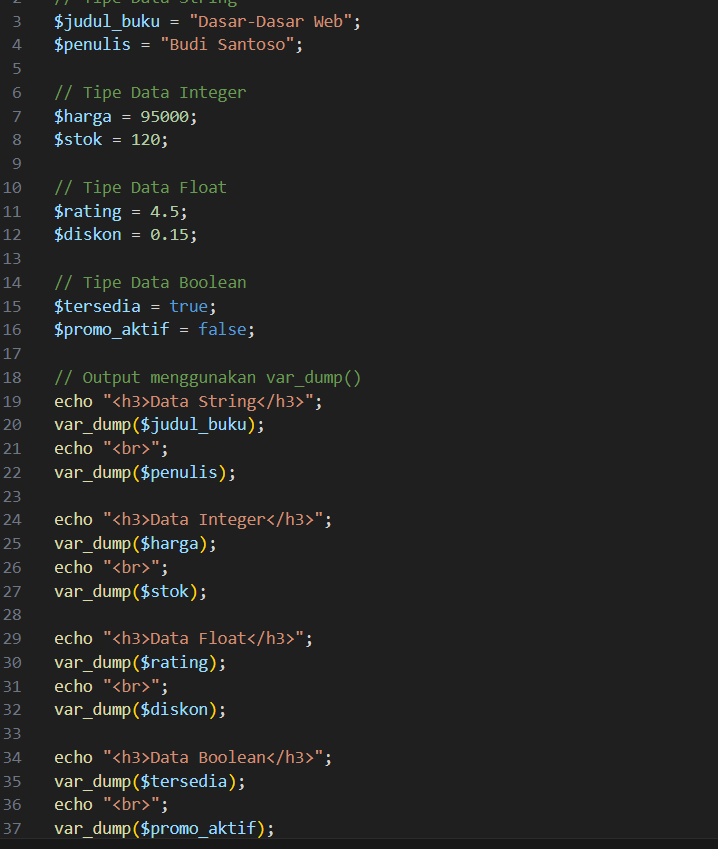 2 // Tipe Data String
3 $judul_buku = "Dasar-Dasar Web";
4 $penulis = "Budi Santoso";
5
6 // Tipe Data Integer
7 $harga = 95000;
8 $stok = 120;
9
10 // Tipe Data Float
11 $rating = 4.5;
12 $diskon = 0.15;
13
14 // Tipe Data Boolean
15 $tersedia = true;
16 $promo_aktif = false;
17
18 // Output menggunakan var_dump()
19 echo "<h3>Data String</h3>";
20 var_dump($judul_buku);
21 echo "<br>";
22 var_dump($penulis);
23
24 echo "<h3>Data Integer</h3>";
25 var_dump($harga);
26 echo "<br>";
27 var_dump($stok);
28
29 echo "<h3>Data Float</h3>";
30 var_dump($rating);
31 echo "<br>";
32 var_dump($diskon);
33
34 echo "<h3>Data Boolean</h3>";
35 var_dump($tersedia);
36 echo "<br>";
37 var_dump($promo_aktif);